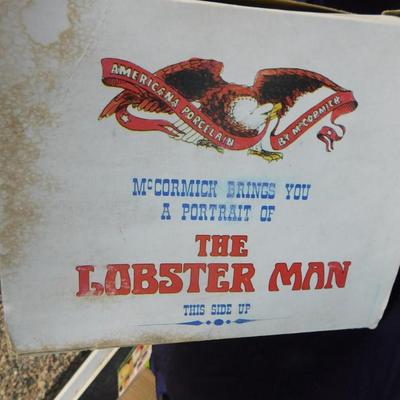 AMERICANA PORCELAIN BY McCORMICK
McCORMICK BRINGS YOU
A PORTRAIT OF
THE
LOBSTER MAN
THIS SIDE UP